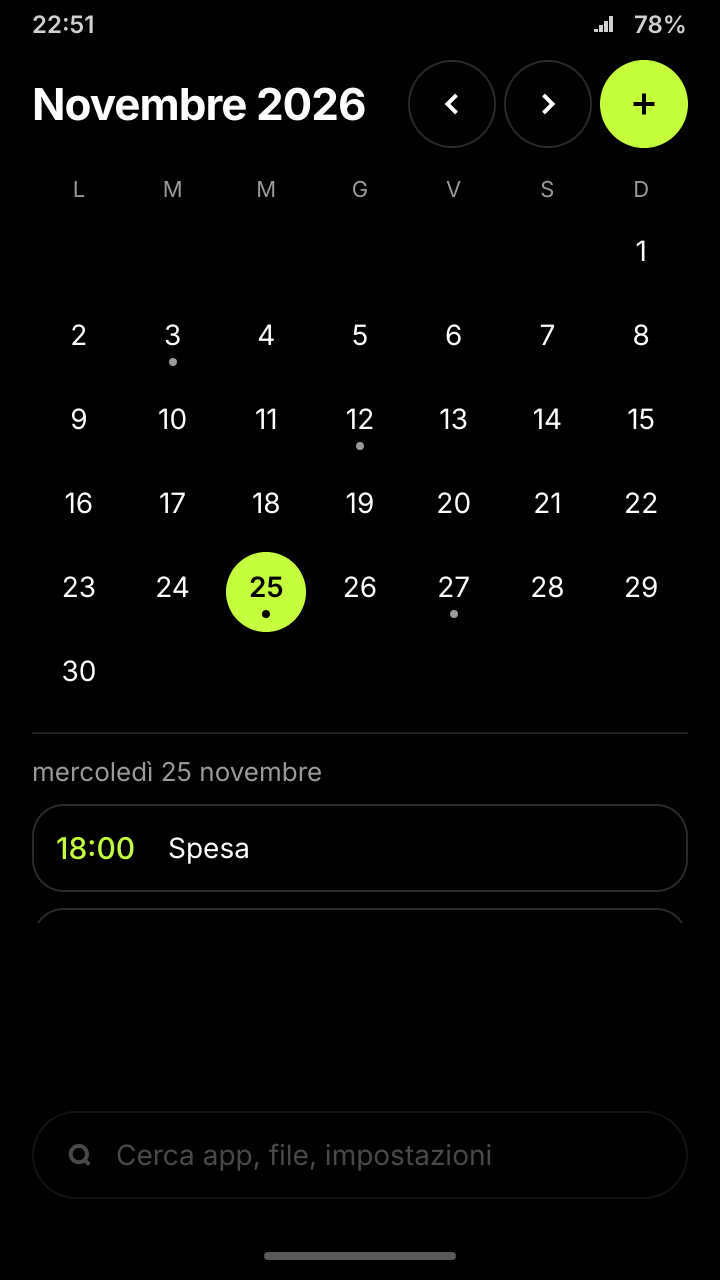 22:51 78%
Novembre 2026
L M M G V S D
1
2 3 4 5 6 7 8
9 10 11 12 13 14 15
16 17 18 19 20 21 22
23 24 25 26 27 28 29
30
mercoledì 25 novembre
18:00 Spesa
Cerca app, file, impostazioni